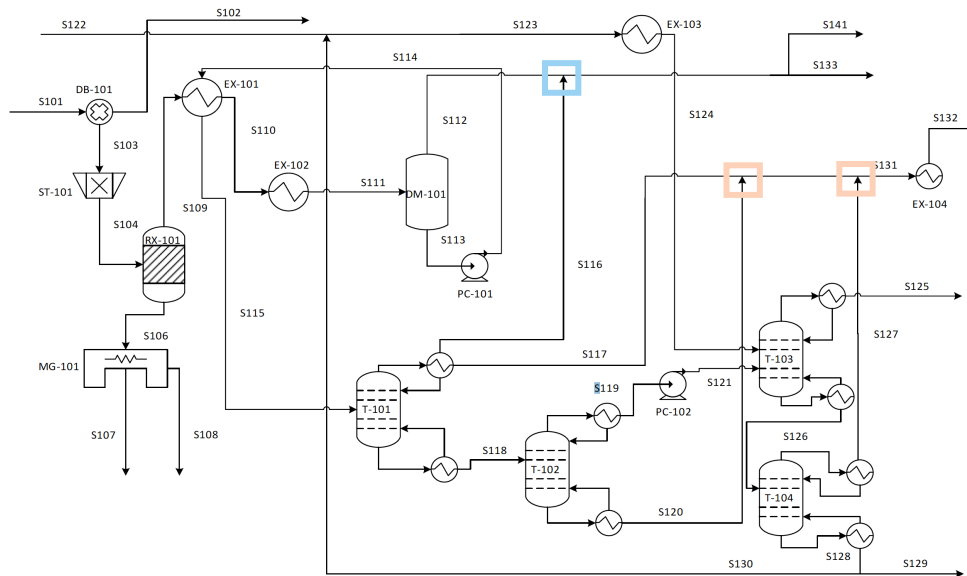 S102
S122
S123
EX-103
S141
S114
S133
DB-101
EX-101
S101
S112
S124
S132
S110
S103
EX-102
S131
ST-101
S111
DM-101
EX-104
S104
S109
RX-101
S113
S116
PC-101
S125
S115
S106
S127
MG-101
S117
T-103
S119
S121
T-101
PC-102
S107
S108
S126
S118
T-102
T-104
S120
S130
S128
S129